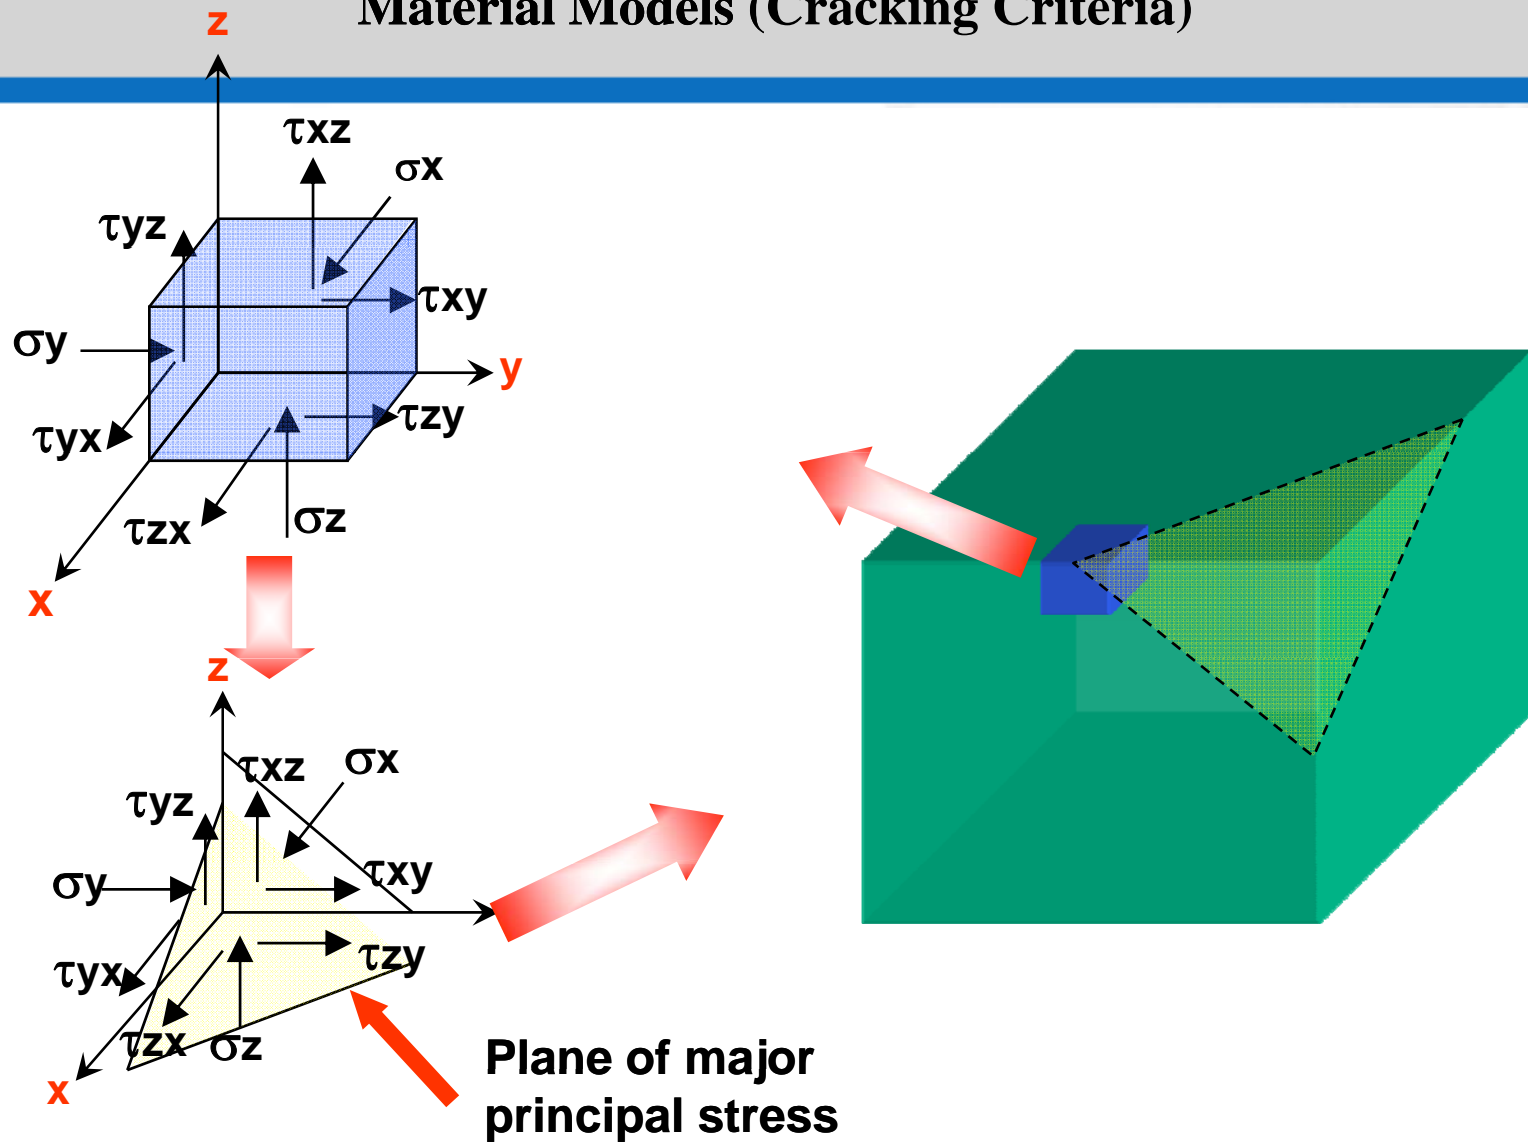 Material Models (Cracking Criteria)
z
τxz
σx
τyz
τxy
σy
y
τzy
τyx
τzx
σz
x
z
τxz
σx
τyz
τxy
σy
τzy
τyx
τzx
σz
x
Plane of major
principal stress